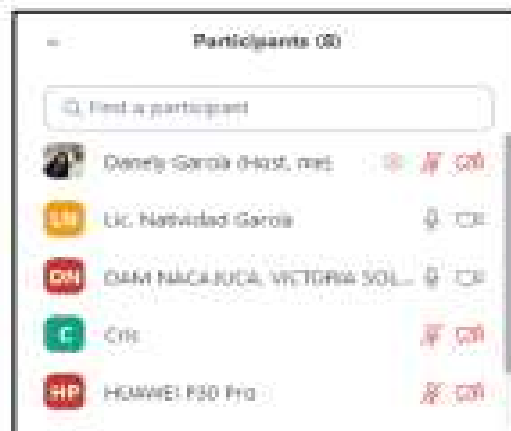 Participants (8)
Find a participant
Danely García (Host, me)
Lic. Natividad García
DN
DAM NACAJUCA, VICTORIA SOL...
C
Cris
HP
HUAWEI P30 Pro